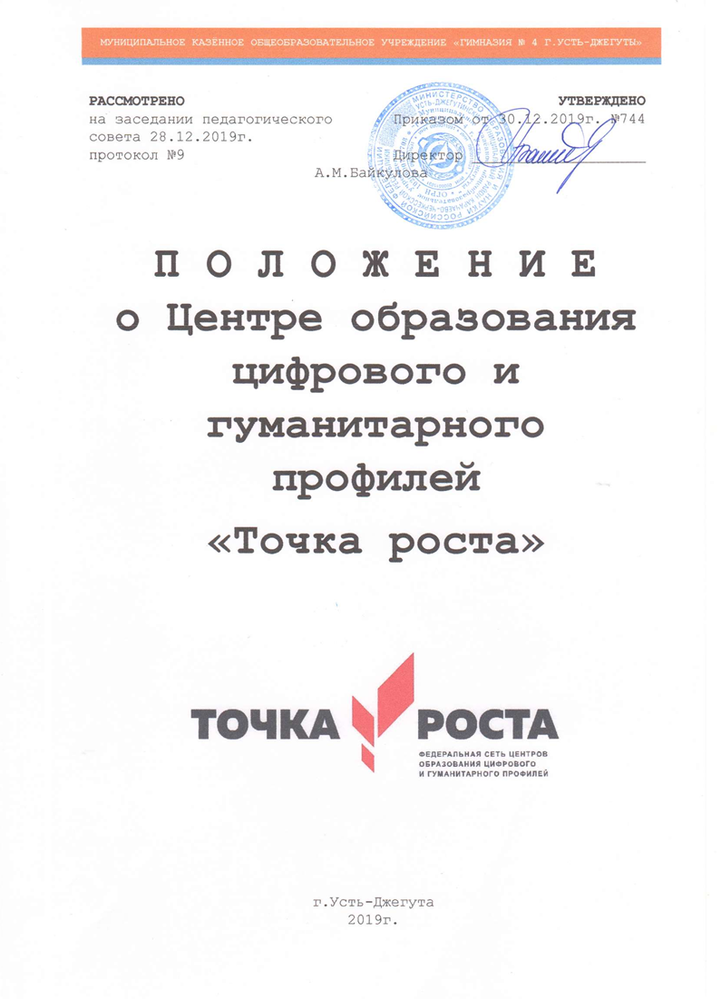 МУНИЦИПАЛЬНОЕ КАЗЁННОЕ ОБЩЕОБРАЗОВАТЕЛЬНОЕ УЧРЕЖДЕНИЕ «ГИМНАЗИЯ № 4 Г.УСТЬ-ДЖЕГУТЫ»
РАССМОТРЕНО УТВЕРЖДЕНО
на заседании педагогического Приказом от 30.12.2019г. №744
совета 28.12.2019г.
протокол №9 Директор
А.М.Байкулова
П О Л О Ж Е Н И Е
о Центре образования
цифрового и
гуманитарного
профилей
«Точка роста»
ТОЧКА РОСТА
ФЕДЕРАЛЬНАЯ СЕТЬ ЦЕНТРОВ
ОБРАЗОВАНИЯ ЦИФРОВОГО
И ГУМАНИТАРНОГО ПРОФИЛЕЙ
г.Усть-Джегута
2019г.